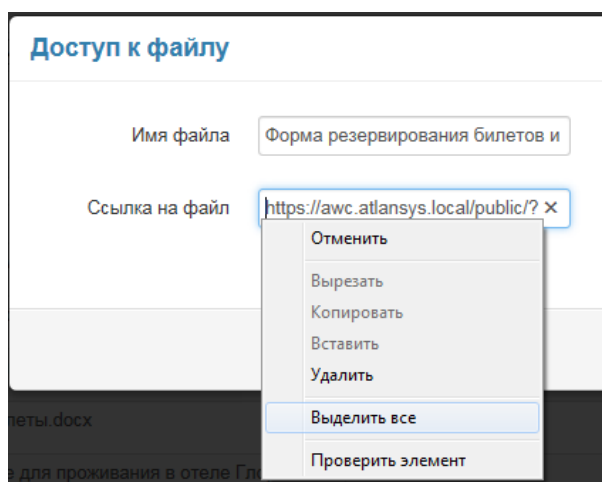 Доступ к файлу
Имя файла Форма резервирования билетов и
Ссылка на файл https://awc.atlansys.local/public/? ×
Отменить
Вырезать
Копировать
Вставить
Удалить
Выделить все
Проверить элемент
леты.docx
для проживания в отеле